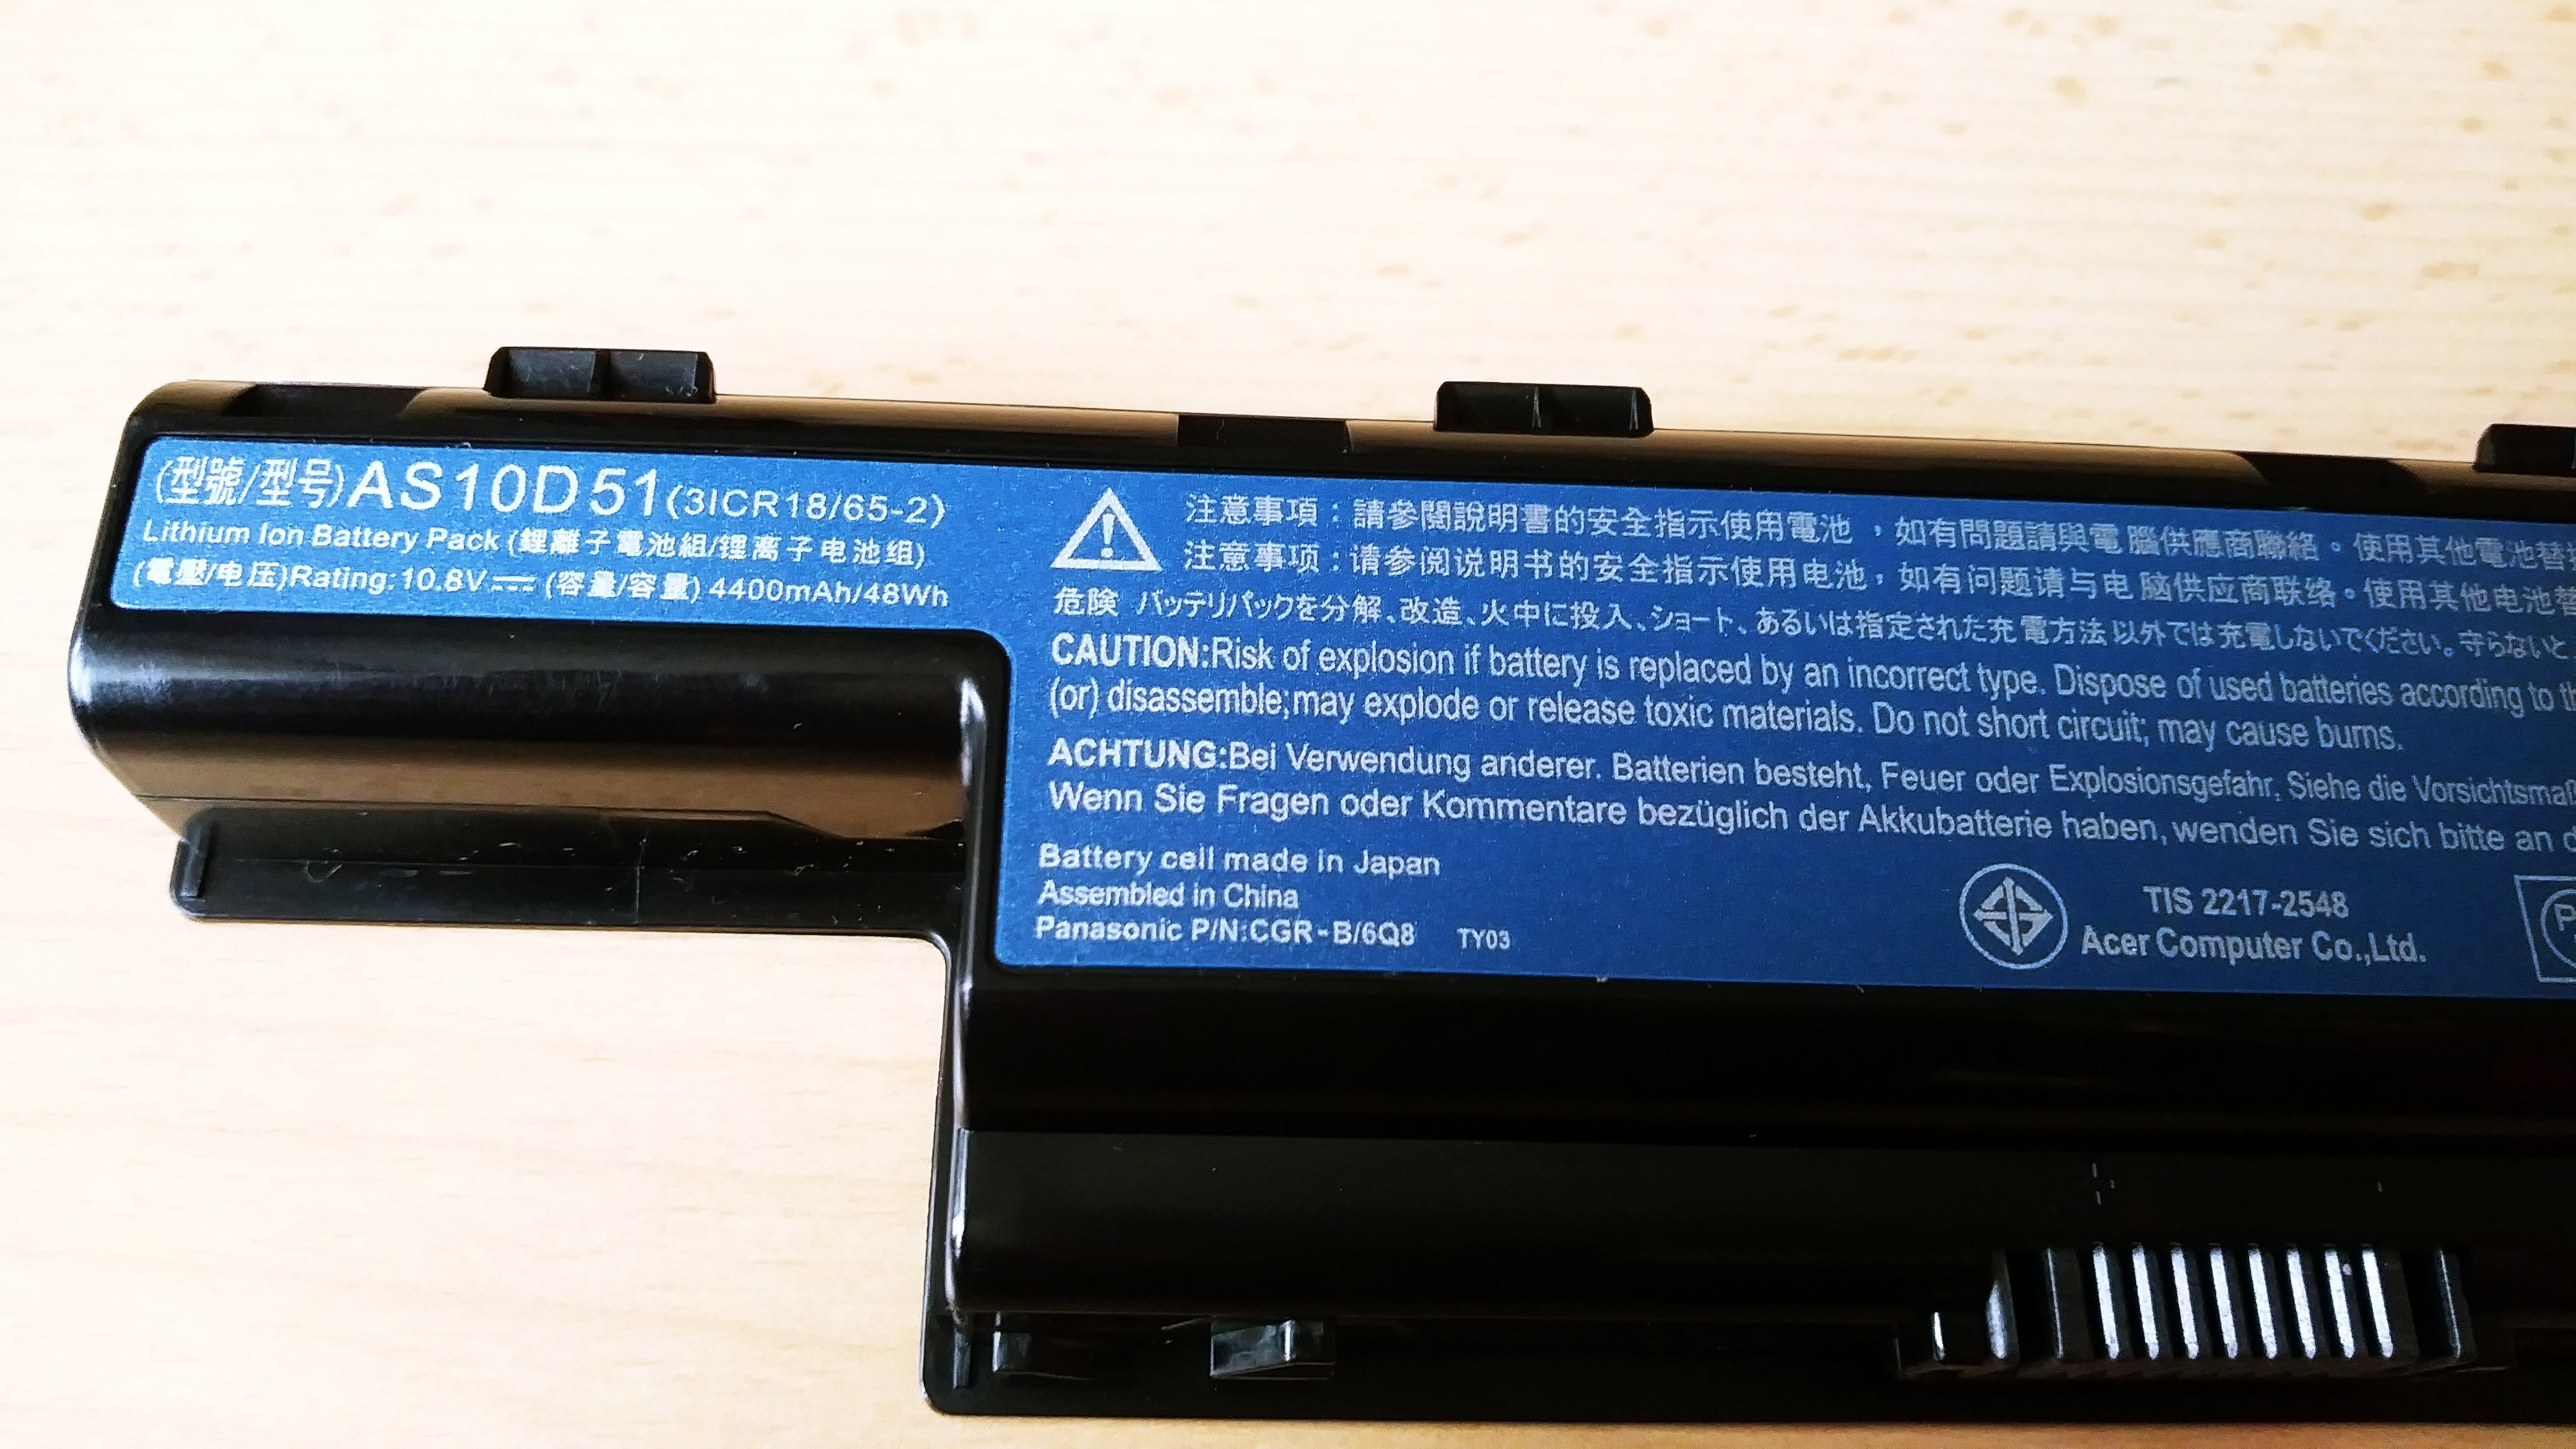 (型號/型号)AS10D51(3ICR18/65-2)
Lithium Ion Battery Pack (鋰離子電池組/锂离子电池组)
(電壓/电压)Rating: 10.8V (容量/容量) 4400mAh/48Wh
注意事項：請參閱說明書的安全指示使用電池，如有問題請與電腦供應商聯絡。使用其他電池替
注意事项：请参阅说明书的安全指示使用电池，如有问题请与电脑供应商联络。使用其他电池替
危険 バッテリパックを分解、改造、火中に投入、ショート、あるいは指定された充電方法以外では充電しないでください。守らないと
CAUTION:Risk of explosion if battery is replaced by an incorrect type. Dispose of used batteries according to
(or) disassemble;may explode or release toxic materials. Do not short circuit; may cause burns.
ACHTUNG:Bei Verwendung anderer. Batterien besteht, Feuer oder Explosionsgefahr. Siehe die
Wenn Sie Fragen oder Kommentare bezüglich der Akkubatterie haben, wenden Sie sich bitte an
Battery cell made in Japan
Assembled in China
Panasonic P/N:CGR-B/6Q8 TY03
TIS 2217-2548
Acer Computer Co.,Ltd.